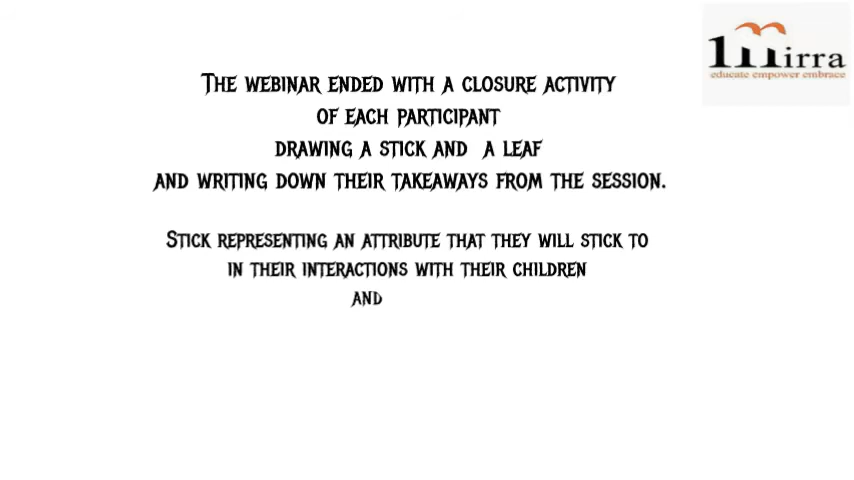 mirra
educate empower embrace
The webinar ended with a closure activity
of each participant
drawing a stick and a leaf
and writing down their takeaways from the session.
Stick representing an attribute that they will stick to
in their interactions with their children
and